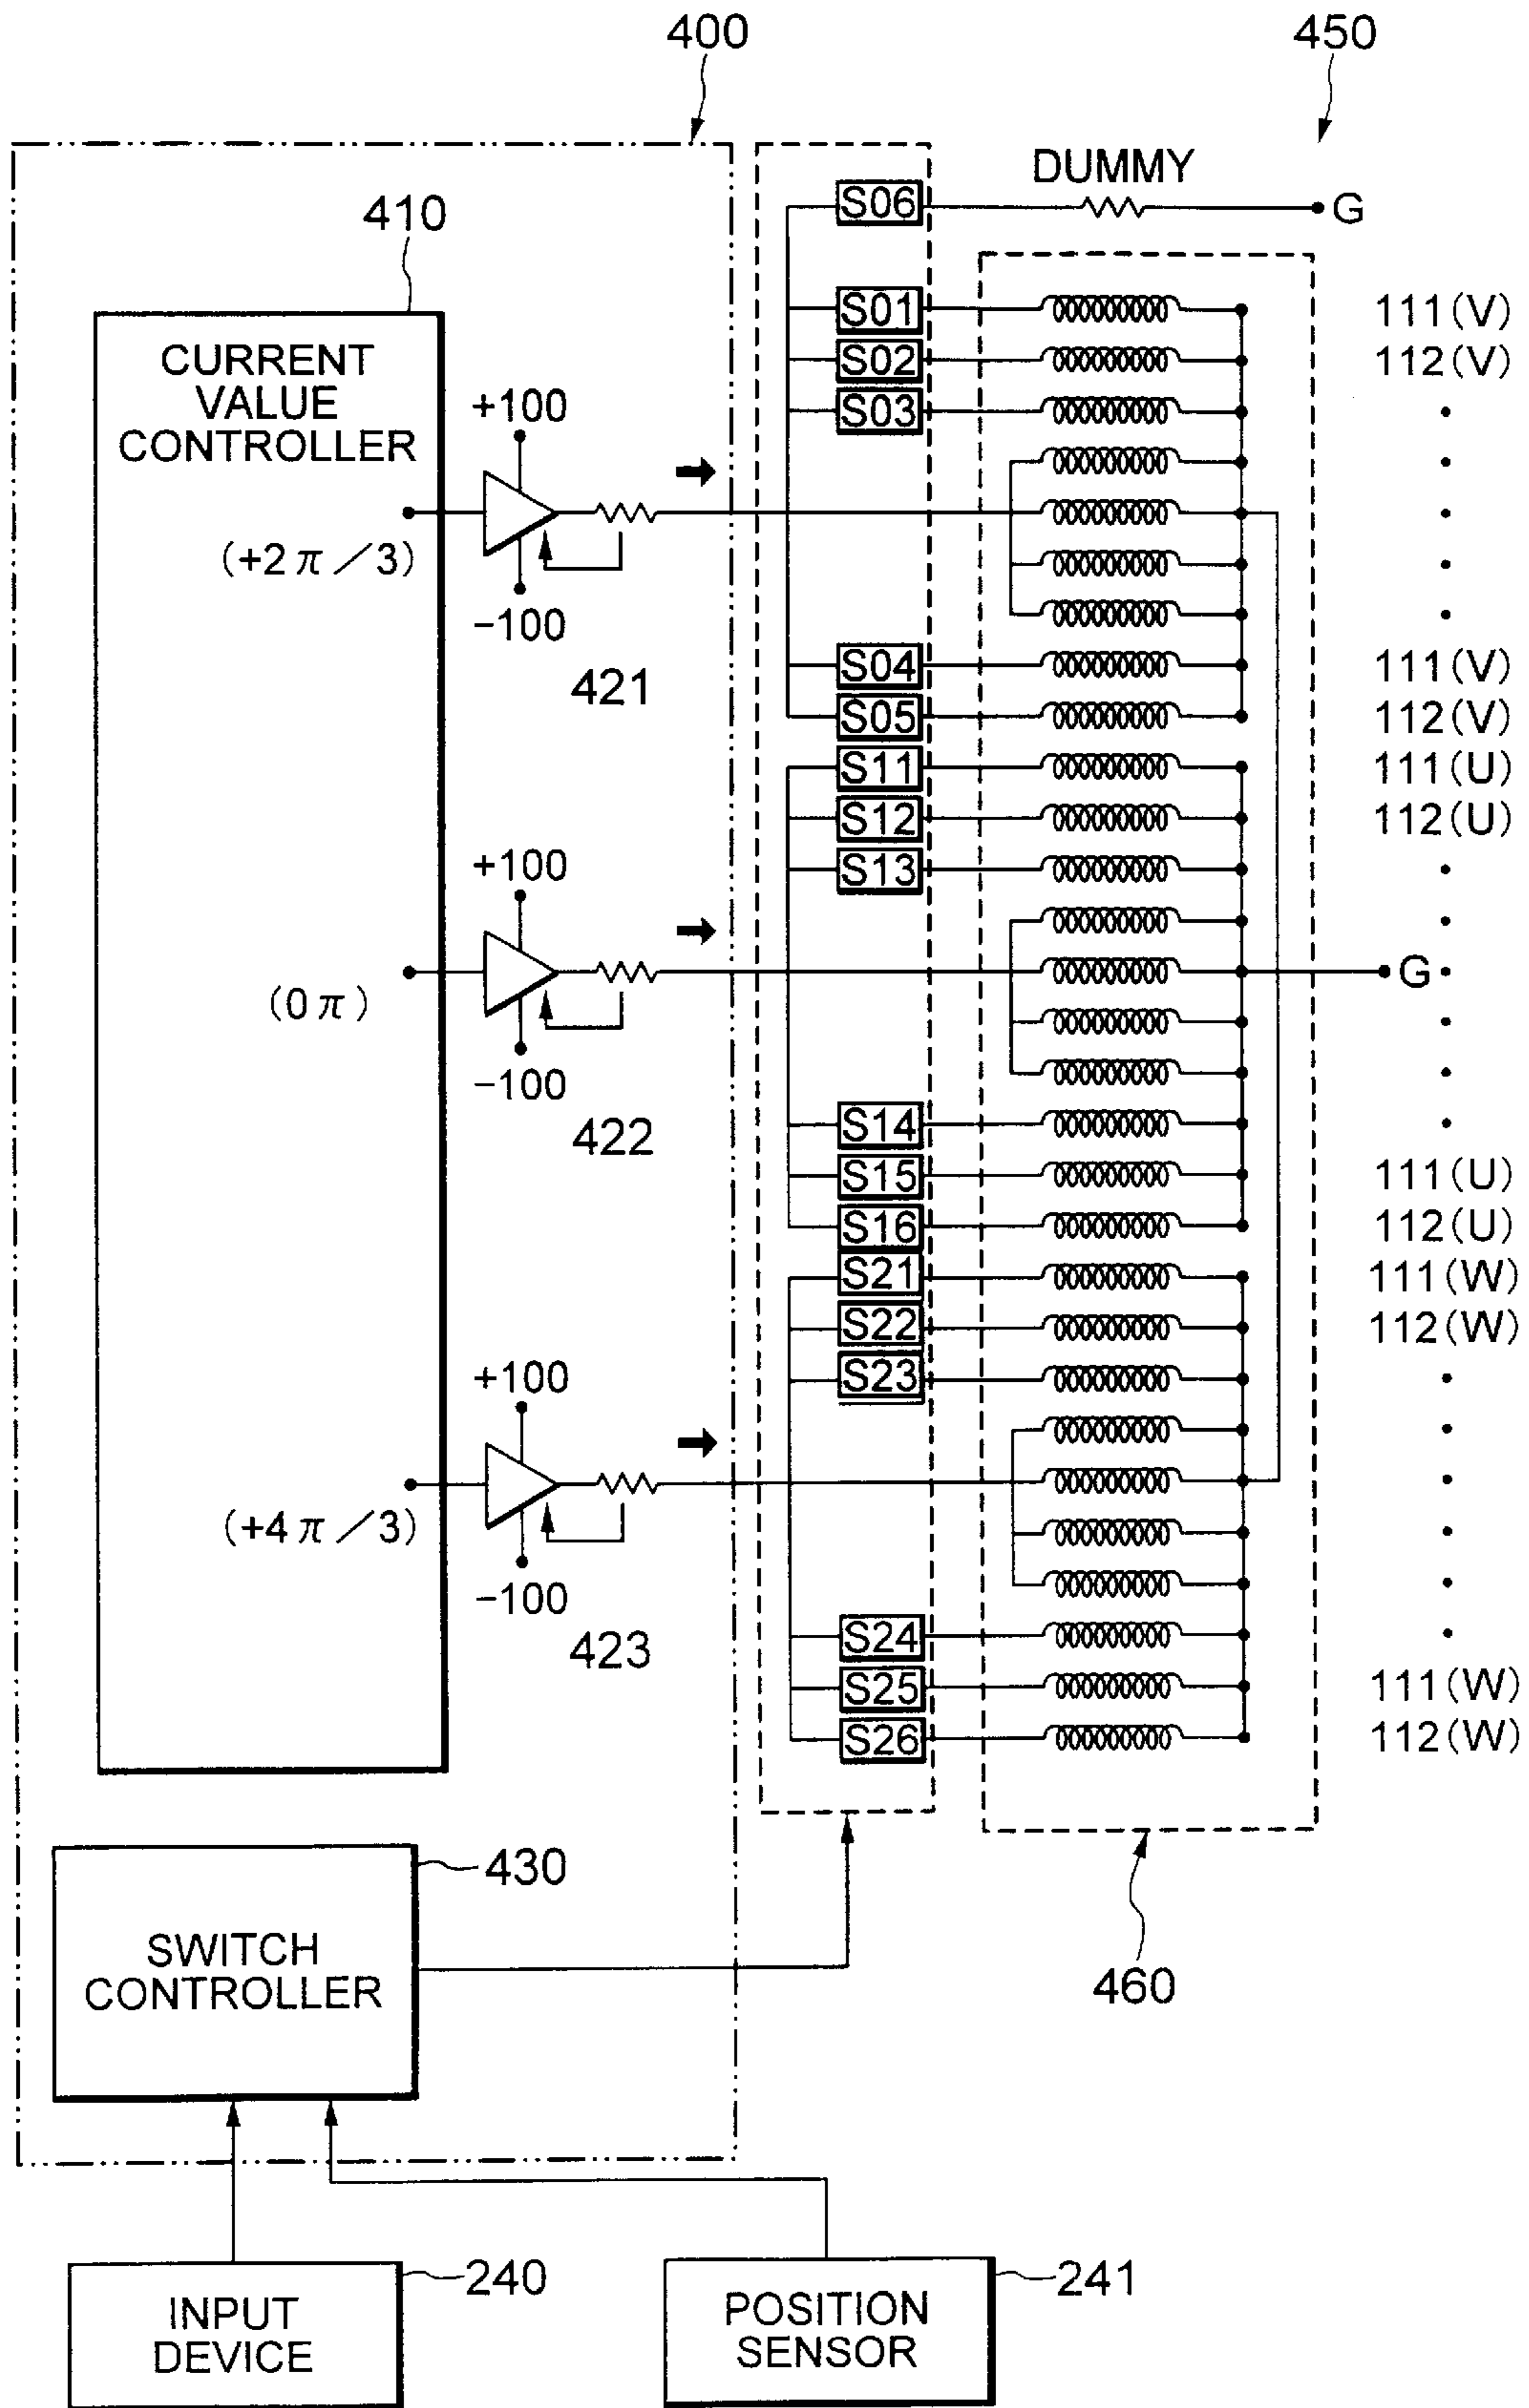 400
450
DUMMY
S06
G
410
S01
111(V)
CURRENT
VALUE
CONTROLLER
S02
112(V)
+100
S03
(+2π/3)
-100
421
S04
111(V)
S05
112(V)
S11
111(U)
S12
112(U)
+100
S13
(0π)
G
-100
422
S14
S15
111(U)
S16
112(U)
S21
111(W)
S22
112(W)
+100
S23
(+4π/3)
-100
423
S24
S25
111(W)
S26
112(W)
430
SWITCH
CONTROLLER
460
240
INPUT
DEVICE
241
POSITION
SENSOR